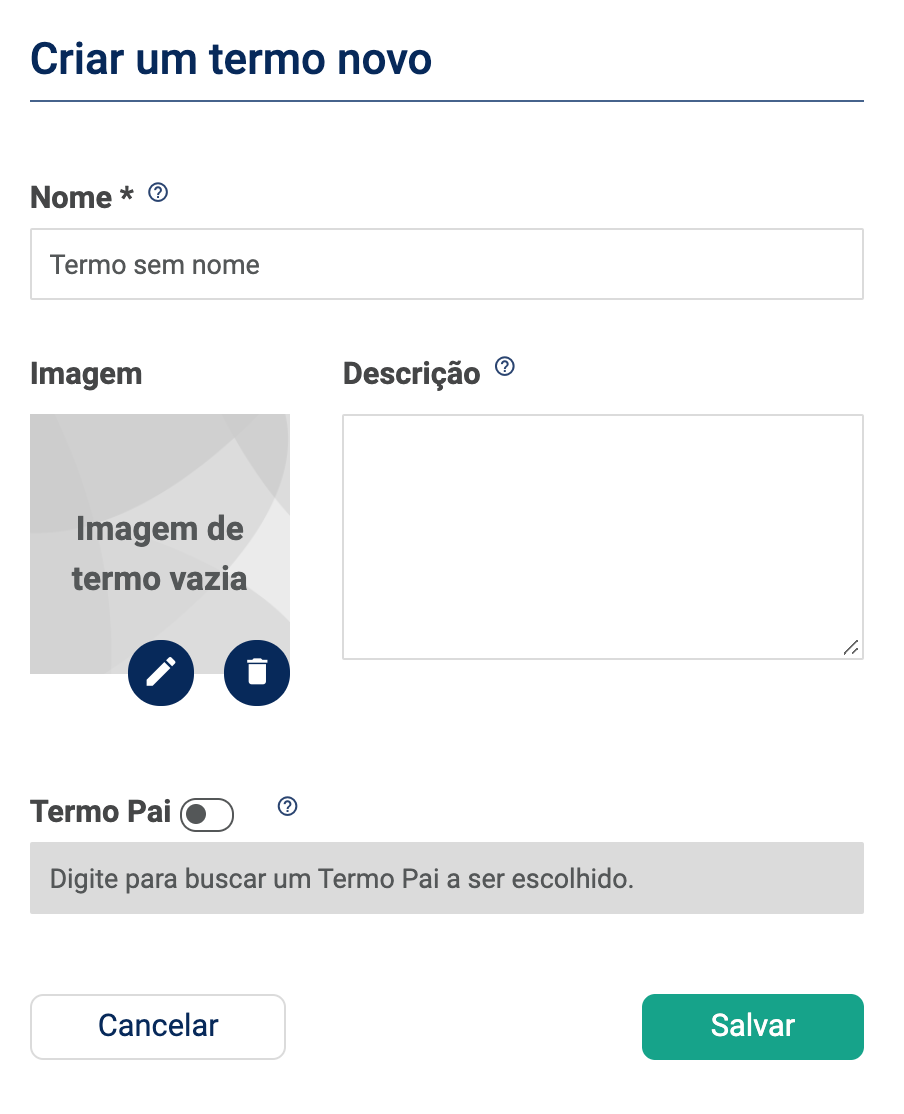 Criar um termo novo
Nome *
Termo sem nome
Imagem
Descrição
Imagem de
termo vazia
Termo Pai
Digite para buscar um Termo Pai a ser escolhido.
Cancelar
Salvar